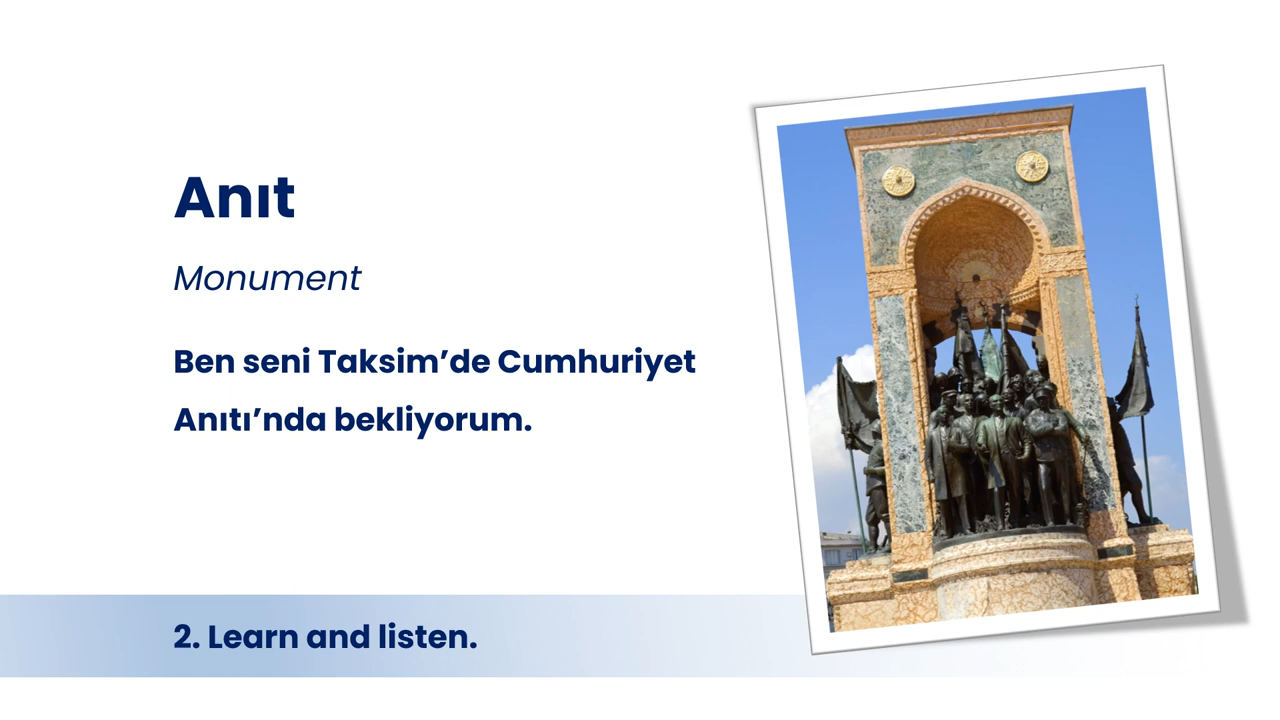 Anıt
Monument
Ben seni Taksim’de Cumhuriyet
Anıtı’nda bekliyorum.
2. Learn and listen.